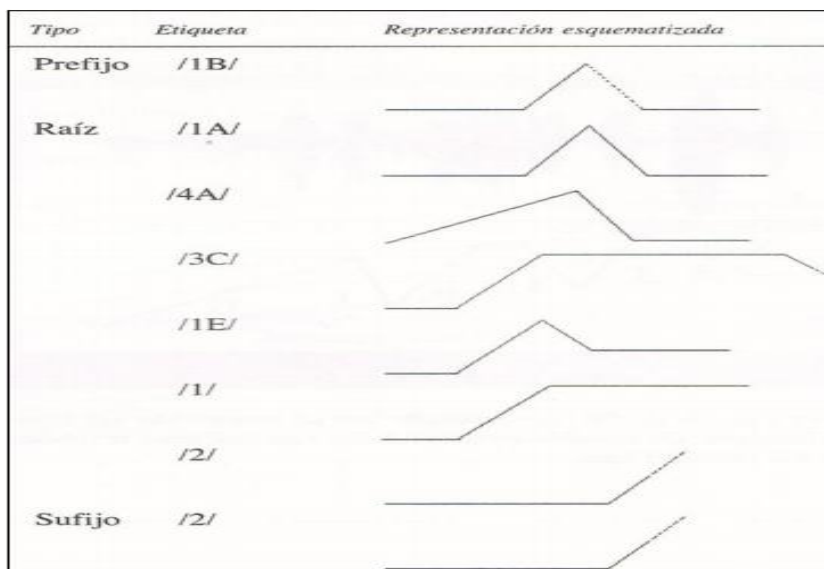 Tipo Etiqueta Representación esquematizada
Prefijo /1B/
Raíz /1A/
/4A/
/3C/
/1E/
/1/
/2/
Sufijo /2/